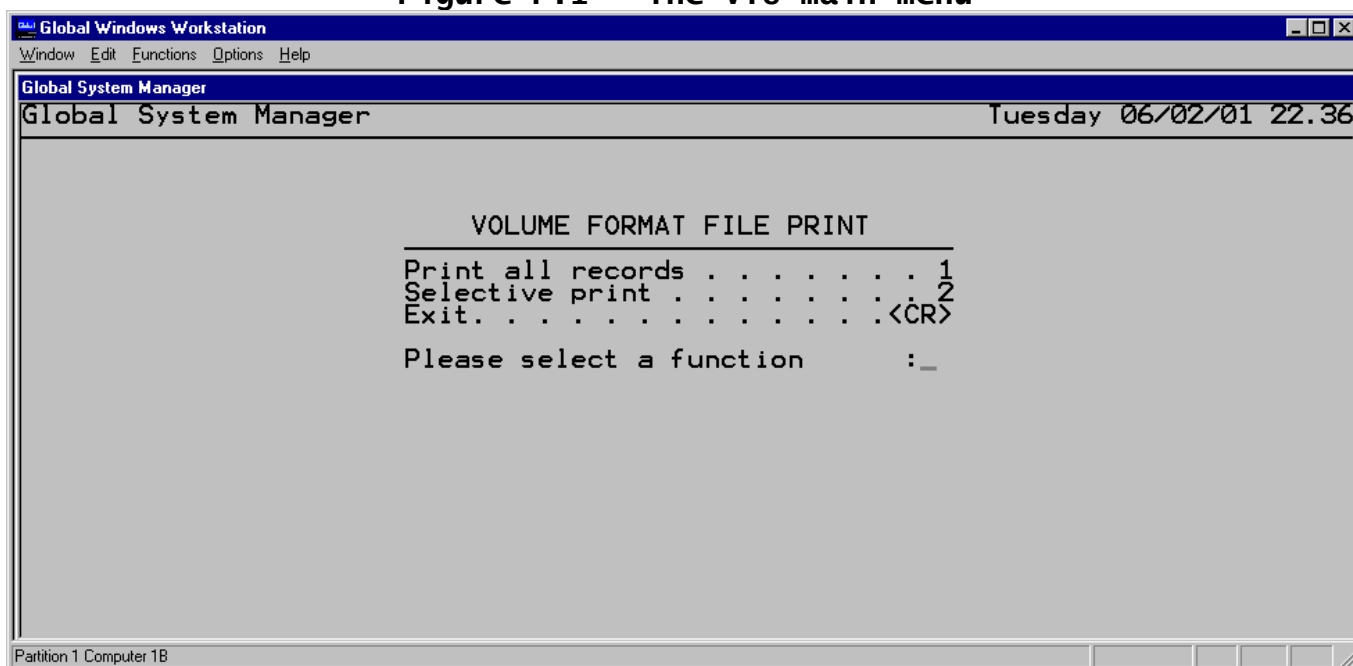 Global Windows Workstation
Window Edit Functions Options Help
Global System Manager
Global System Manager Tuesday 06/02/01 22.36
VOLUME FORMAT FILE PRINT
Print all records . . . . . . . 1
Selective print . . . . . . . . 2
Exit. . . . . . . . . . . . . .<CR>
Please select a function :_
Partition 1 Computer 1B